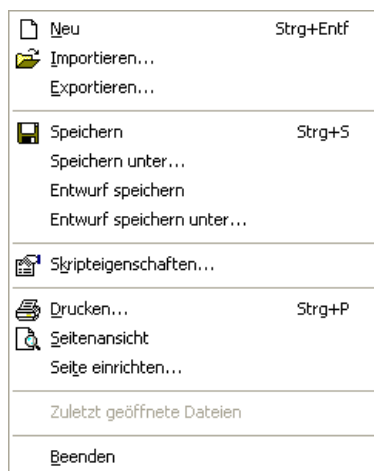 Neu Strg+Entf
Importieren...
Exportieren...
Speichern Strg+S
Speichern unter...
Entwurf speichern
Entwurf speichern unter...
Skripteigenschaften...
Drucken... Strg+P
Seitenansicht
Seite einrichten...
Zuletzt geöffnete Dateien
Beenden